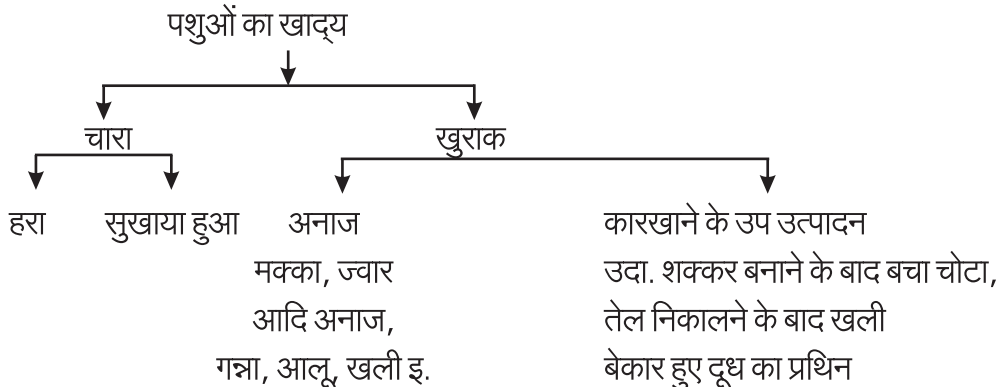 पशुओं का खाद्‌य
चारा
खुराक
हरा
सुखाया हुआ
अनाज
मक्का, ज्वार
आदि अनाज,
गन्ना, आलू, खली इ.
कारखाने के उप उत्पादन
उदा. शक्कर बनाने के बाद बचा चोटा,
तेल निकालने के बाद खली
बेकार हुए दूध का प्रथिन